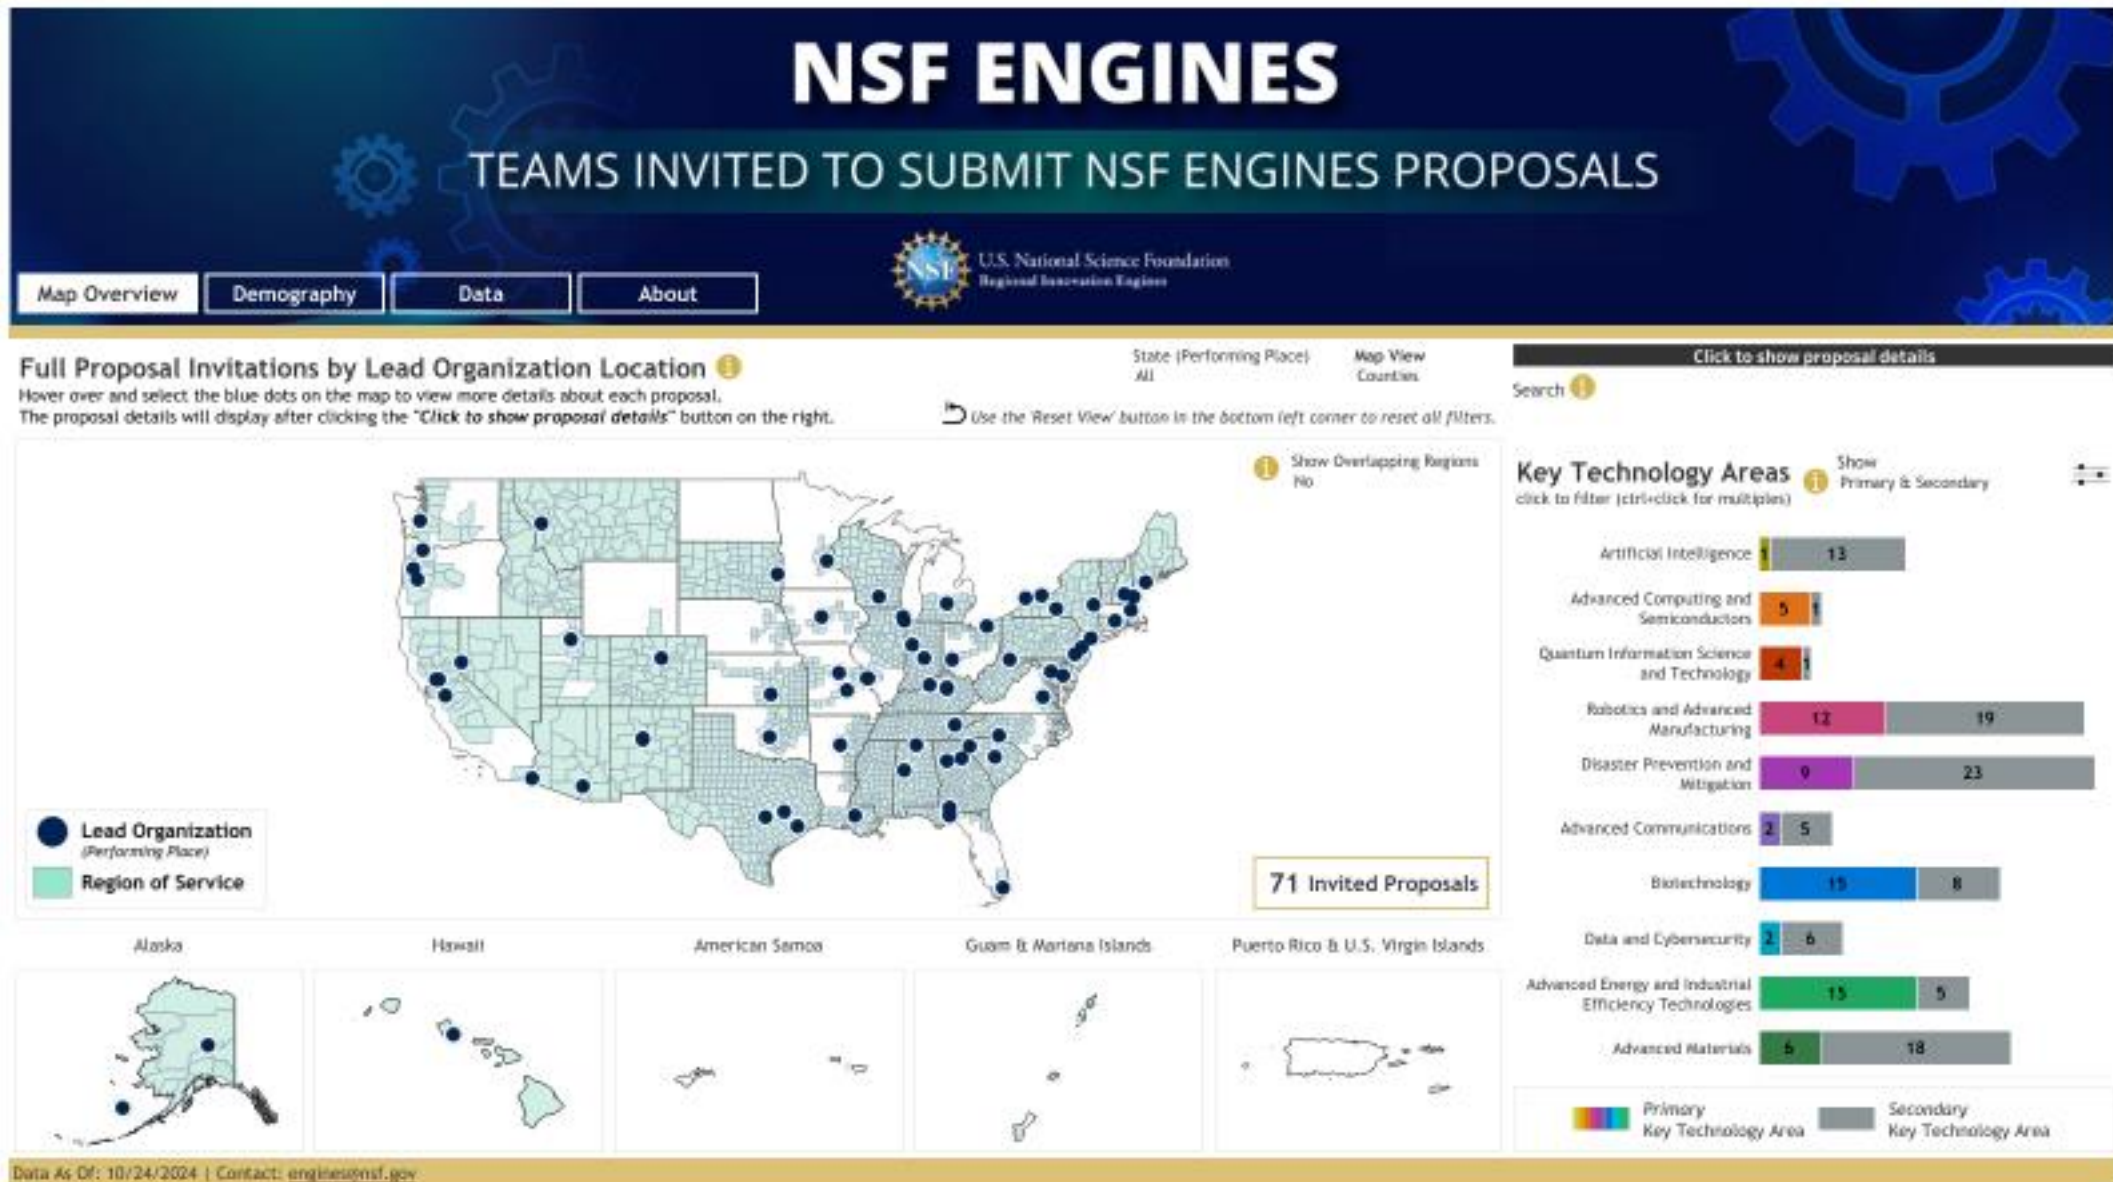 NSF ENGINES
TEAMS INVITED TO SUBMIT NSF ENGINES PROPOSALS
NSF
U.S. National Science Foundation
Regional Innovation Engines
Map Overview
Demography
Data
About
Full Proposal Invitations by Lead Organization Location
Hover over and select the blue dots on the map to view more details about each proposal.
The proposal details will display after clicking the "Click to show proposal details" button on the right.
State (Performing Place)
All
Map View
Counties
Use the 'Reset View' button in the bottom left corner to reset all filters.
Click to show proposal details
Search
Show Overlapping Regions
No
Lead Organization
(Performing Place)
Region of Service
71 Invited Proposals
Alaska
Hawaii
American Samoa
Guam & Mariana Islands
Puerto Rico & U.S. Virgin Islands
Key Technology Areas
click to filter (ctrl+click for multiples)
Show
Primary & Secondary
Artificial Intelligence
1
13
Advanced Computing and
Semiconductors
5
1
Quantum Information Science
and Technology
4
1
Robotics and Advanced
Manufacturing
12
19
Disaster Prevention and
Mitigation
9
23
Advanced Communications
2
5
Biotechnology
15
8
Data and Cybersecurity
2
6
Advanced Energy and Industrial
Efficiency Technologies
15
5
Advanced Materials
6
18
Primary
Key Technology Area
Secondary
Key Technology Area
Data As Of: 10/24/2024 | Contact: engines@nsf.gov